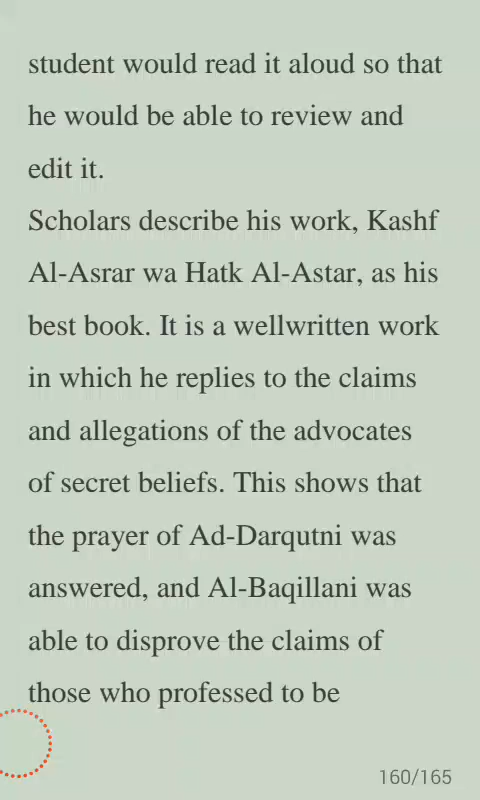 student would read it aloud so that
he would be able to review and
edit it.
Scholars describe his work, Kashf
Al-Asrar wa Hatk Al-Astar, as his
best book. It is a wellwritten work
in which he replies to the claims
and allegations of the advocates
of secret beliefs. This shows that
the prayer of Ad-Darqutni was
answered, and Al-Baqillani was
able to disprove the claims of
those who professed to be
160/165